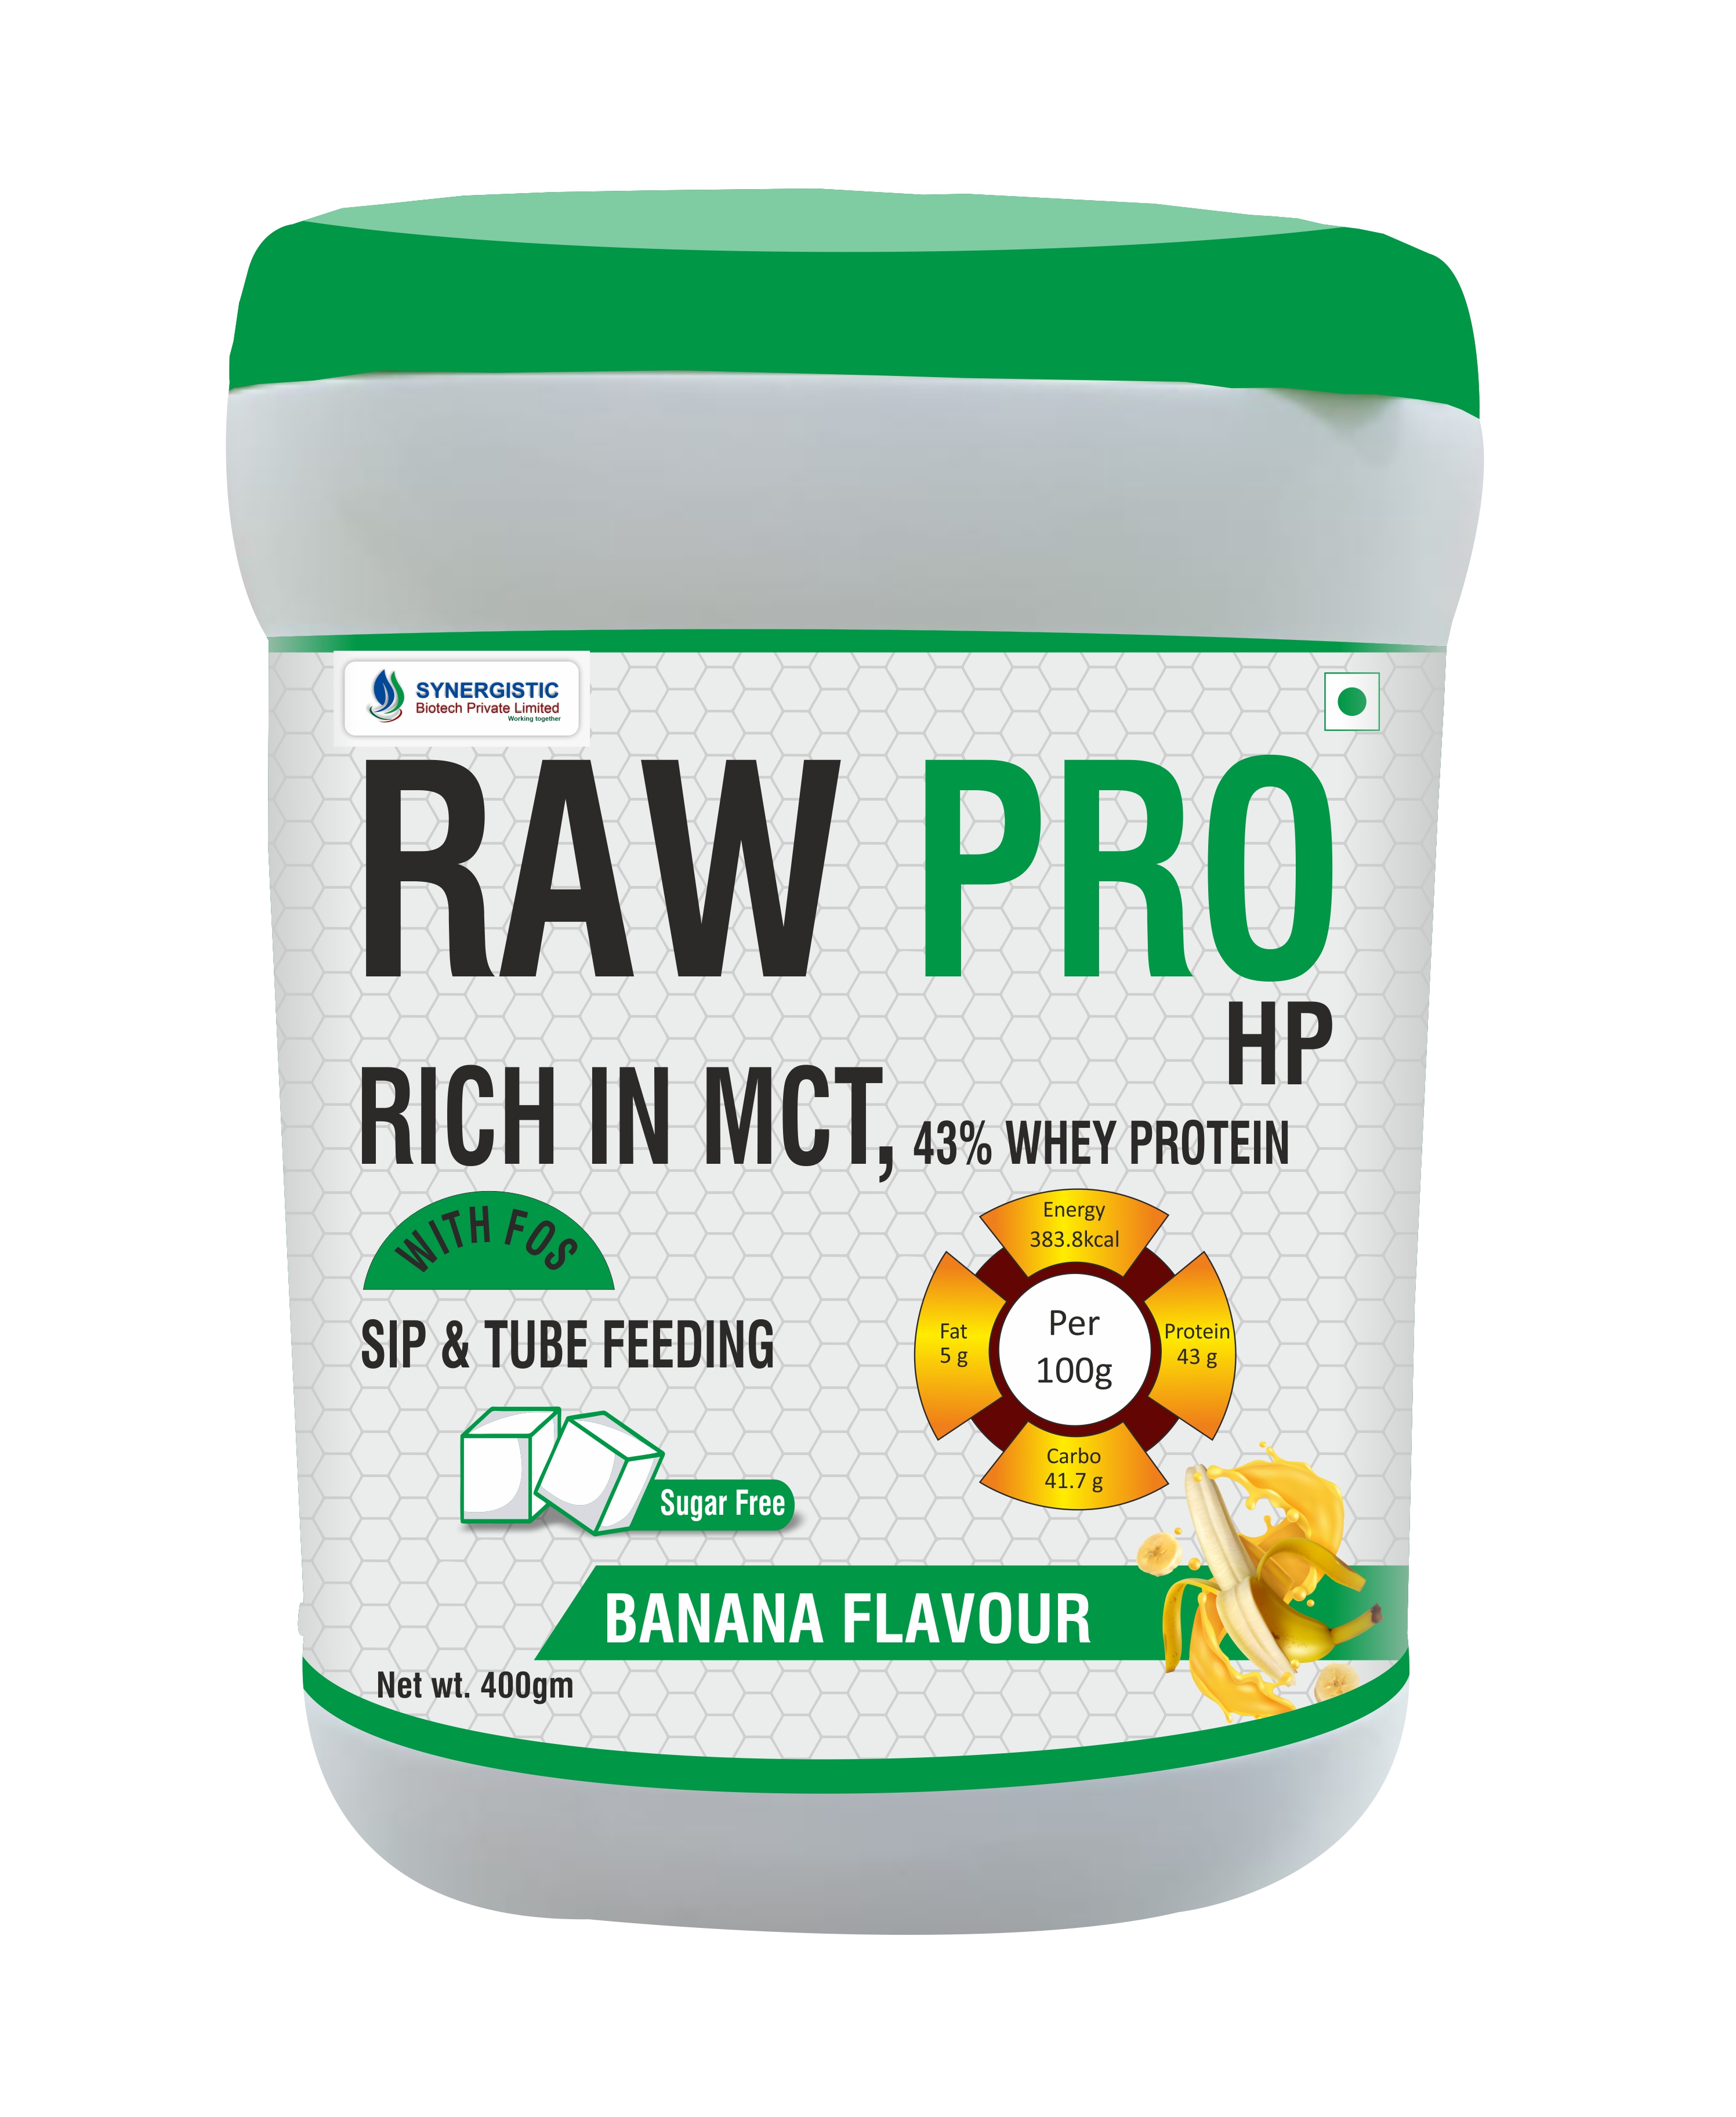 SYNERGISTIC
Biotech Private Limited
Working together
RAW PRO
HP
RICH IN MCT, 43% WHEY PROTEIN
WITH FOS
SIP & TUBE FEEDING
Energy
383.8kcal
Fat
5 g
Per
100g
Protein
43 g
Carbo
41.7 g
Sugar Free
BANANA FLAVOUR
Net wt. 400gm